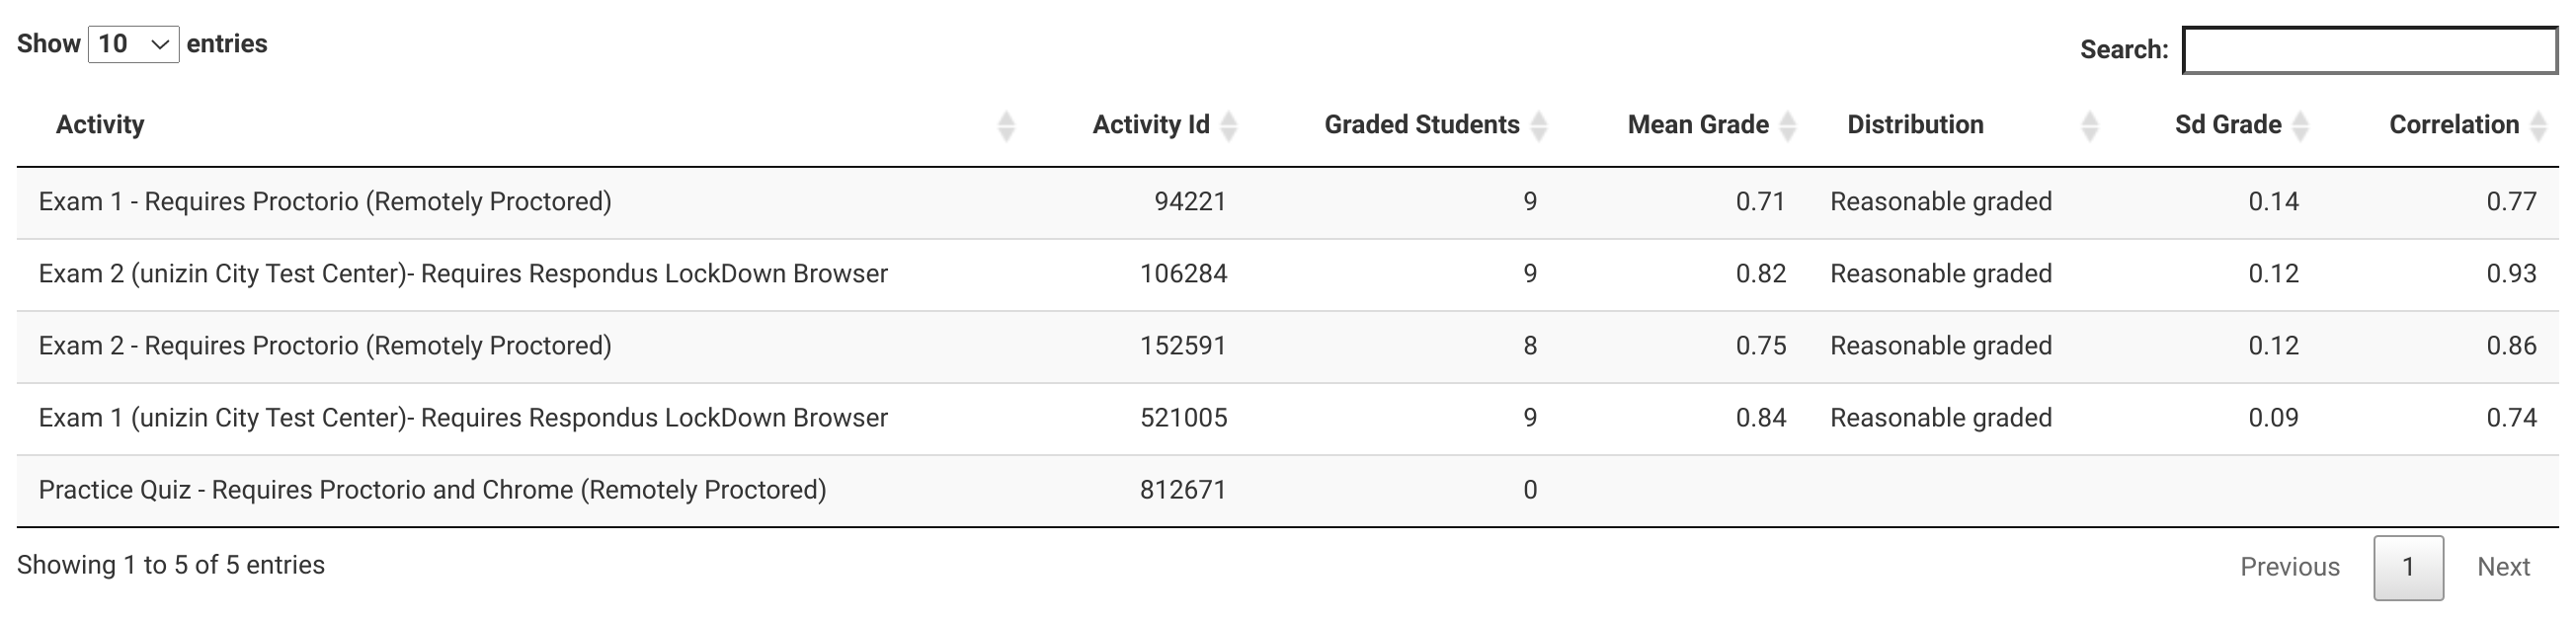 Show 10 entries Search:
Activity Activity Id Graded Students Mean Grade Distribution Sd Grade Correlation
Exam 1 - Requires Proctorio (Remotely Proctored) 94221 9 0.71 Reasonable graded 0.14 0.77
Exam 2 (unizin City Test Center)- Requires Respondus LockDown Browser 106284 9 0.82 Reasonable graded 0.12 0.93
Exam 2 - Requires Proctorio (Remotely Proctored) 152591 8 0.75 Reasonable graded 0.12 0.86
Exam 1 (unizin City Test Center)- Requires Respondus LockDown Browser 521005 9 0.84 Reasonable graded 0.09 0.74
Practice Quiz - Requires Proctorio and Chrome (Remotely Proctored) 812671 0
Showing 1 to 5 of 5 entries Previous 1 Next